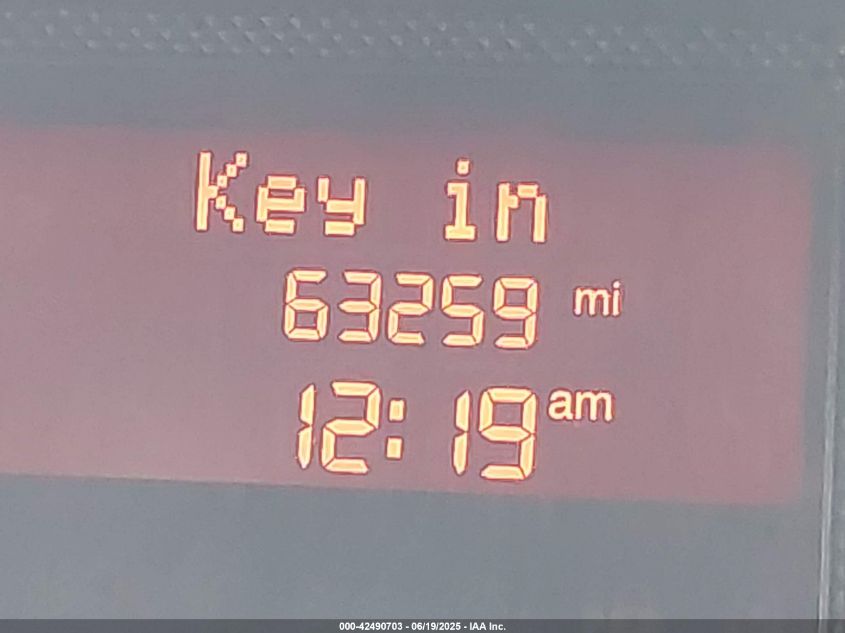 Key in
63259 mi
12:19 am
000-42490703 - 06/19/2025 - IAA Inc.